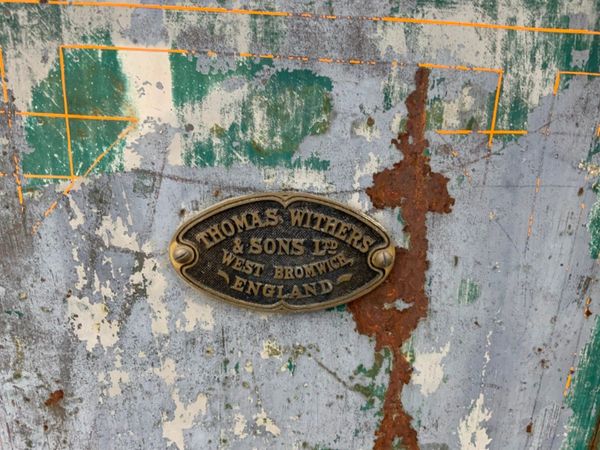 THOMAS. WITHERS
& SONS LTD
WEST BROMWICH.
ENGLAND